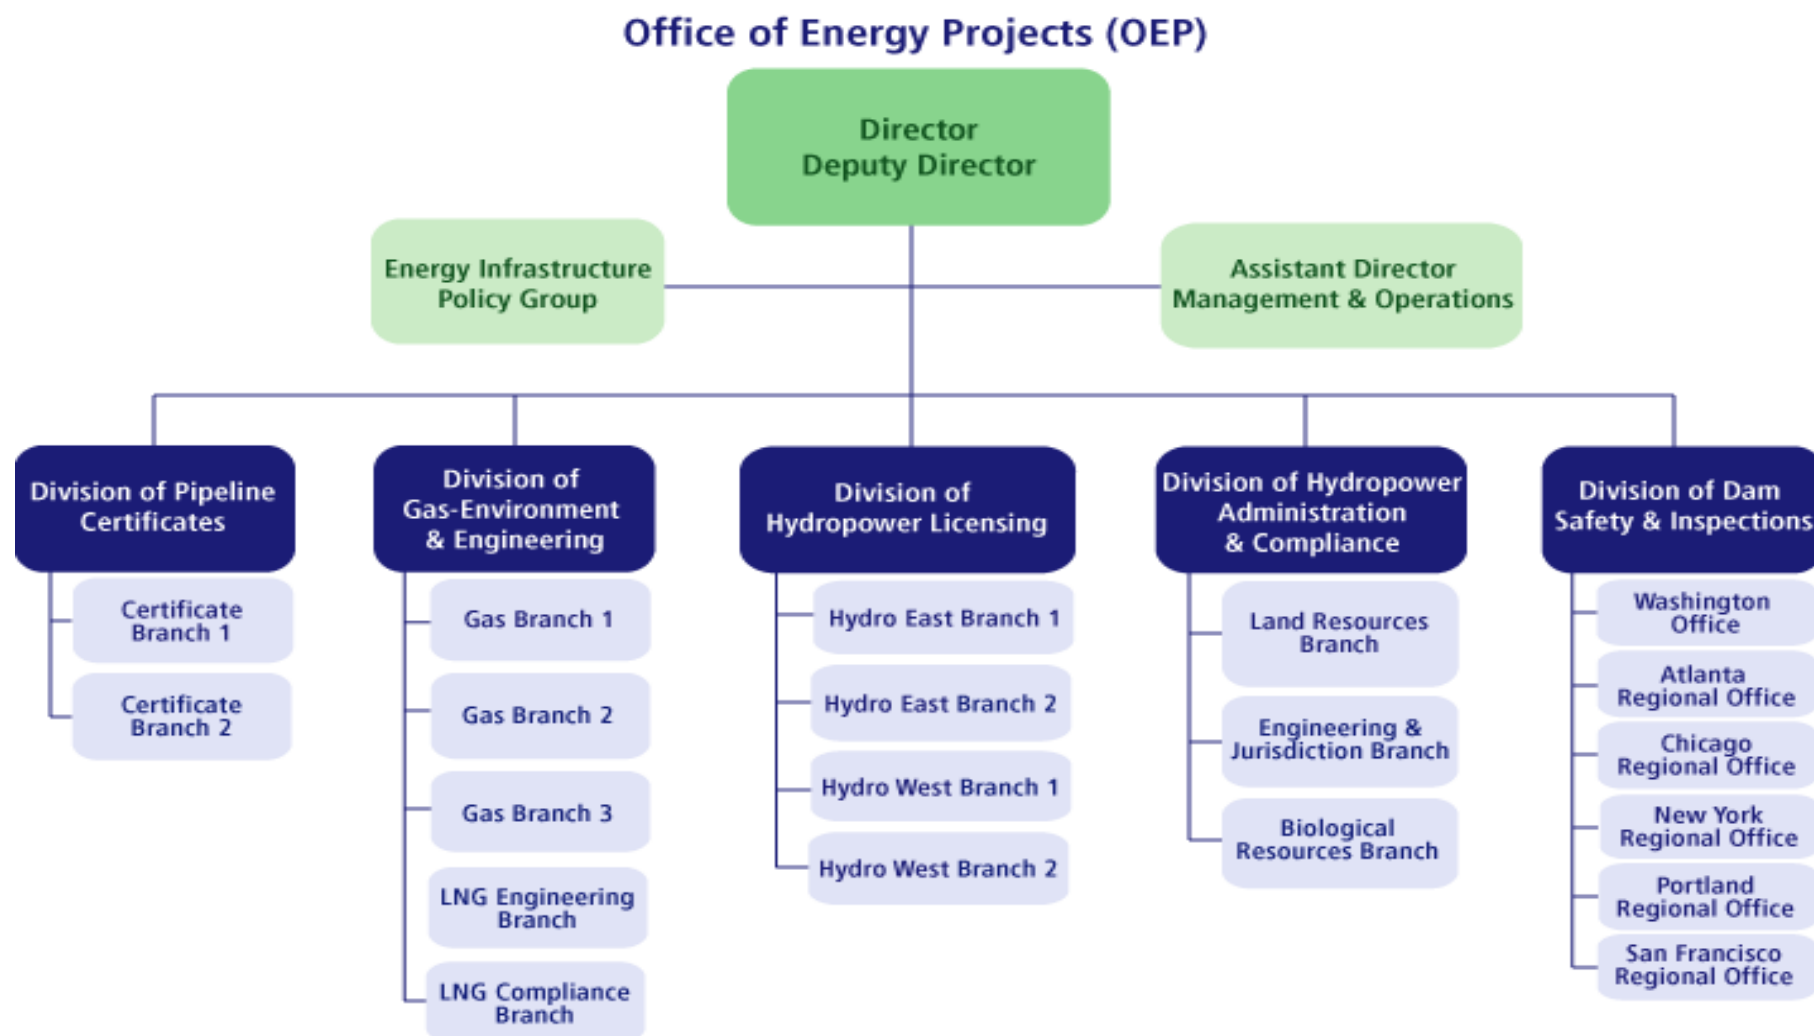 Office of Energy Projects (OEP)
Director
Deputy Director
Energy Infrastructure
Policy Group
Assistant Director
Management & Operations
Division of Pipeline
Certificates
Certificate
Branch 1
Certificate
Branch 2
Division of
Gas-Environment
& Engineering
Gas Branch 1
Gas Branch 2
Gas Branch 3
LNG Engineering
Branch
LNG Compliance
Branch
Division of
Hydropower Licensing
Hydro East Branch 1
Hydro East Branch 2
Hydro West Branch 1
Hydro West Branch 2
Division of Hydropower
Administration
& Compliance
Land Resources
Branch
Engineering &
Jurisdiction Branch
Biological
Resources Branch
Division of Dam
Safety & Inspections
Washington
Office
Atlanta
Regional Office
Chicago
Regional Office
New York
Regional Office
Portland
Regional Office
San Francisco
Regional Office